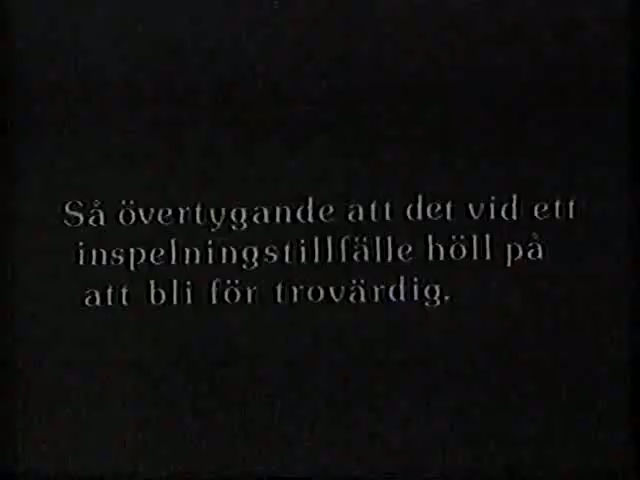 Så övertygande att det vid ett
inspelningstillfälle höll på
att bli för trovärdig.